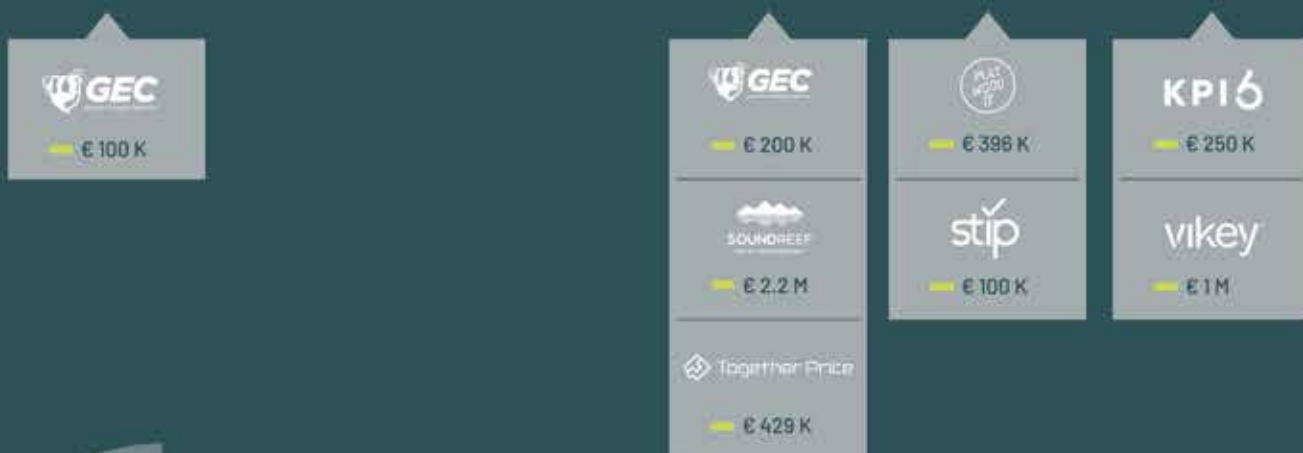 GEC
€ 100 K
GEC
€ 200 K
SOUNDREEF
€ 2.2 M
Together Price
€ 429 K
PLAY
WOOD
IT
€ 396 K
stip
€ 100 K
KPI6
€ 250 K
vikey
€ 1 M